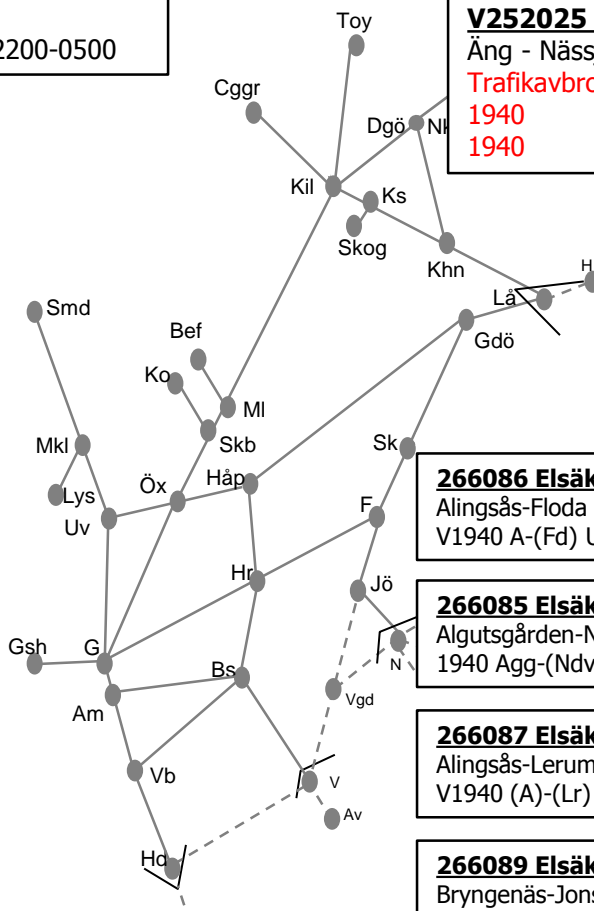 2200-0500
Toy
V252025
Äng - Näss
Trafikavbro
1940
1940
Cggr
Dgö
Nk
Kil
Ks
Skog
Khn
H
Lå
Gdö
Smd
Bef
Ko
Ml
Skb
Mkl
Lys
Uv
Öx
Håp
Sk
F
266086 Elsäk
Alingsås-Floda
V1940 A-(Fd) U
Hr
Jö
266085 Elsäk
Algutsgården-N
1940 Agg-(Ndv
N
Gsh
G
Bs
Am
Vgd
266087 Elsäk
Alingsås-Lerum
V1940 (A)-(Lr)
Vb
V
Av
Hd
266089 Elsäk
Bryngenäs-Jons